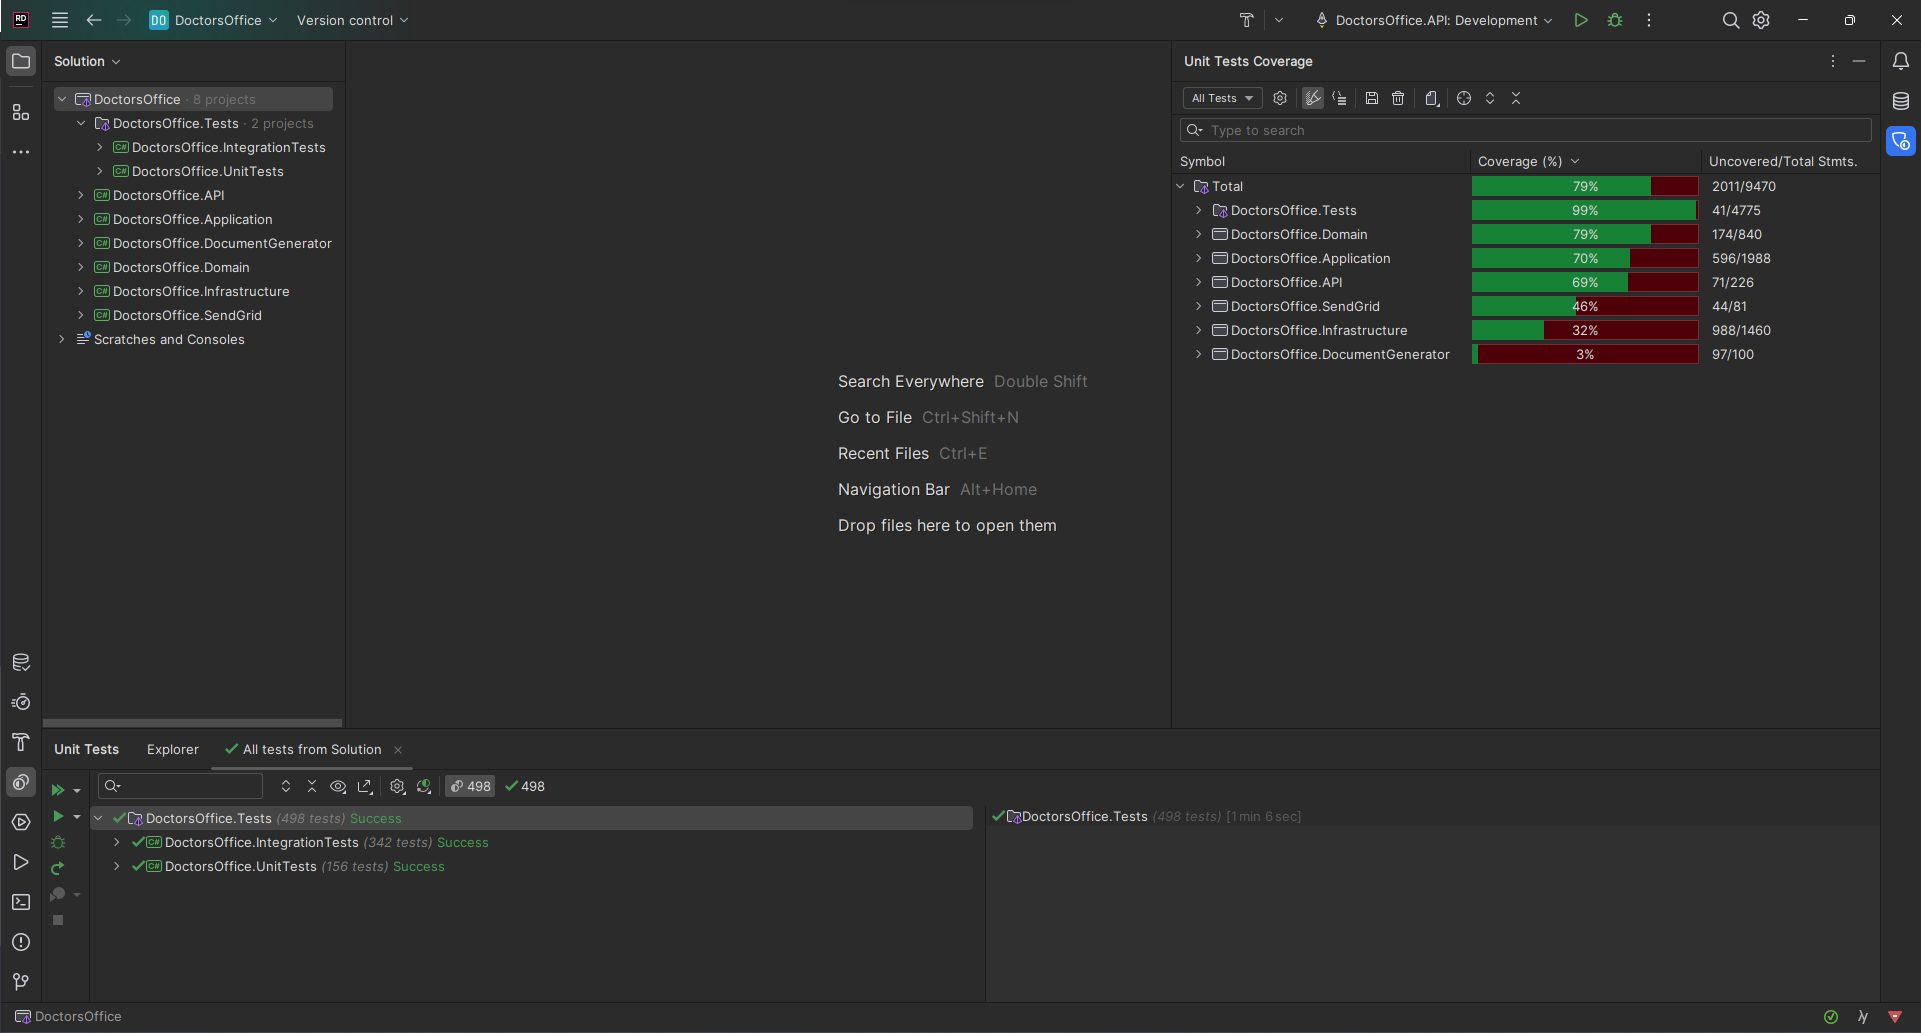 RD
DO DoctorsOffice
Version control
DoctorsOffice.API: Development
Solution
DoctorsOffice · 8 projects
DoctorsOffice.Tests · 2 projects
C# DoctorsOffice.IntegrationTests
C# DoctorsOffice.UnitTests
C# DoctorsOffice.API
C# DoctorsOffice.Application
C# DoctorsOffice.DocumentGenerator
C# DoctorsOffice.Domain
C# DoctorsOffice.Infrastructure
C# DoctorsOffice.SendGrid
Scratches and Consoles
Search Everywhere Double Shift
Go to File Ctrl+Shift+N
Recent Files Ctrl+E
Navigation Bar Alt+Home
Drop files here to open them
Unit Tests Coverage
All Tests
Type to search
Symbol Coverage (%) Uncovered/Total Stmts.
Total 79% 2011/9470
DoctorsOffice.Tests 99% 41/4775
DoctorsOffice.Domain 79% 174/840
DoctorsOffice.Application 70% 596/1988
DoctorsOffice.API 69% 71/226
DoctorsOffice.SendGrid 46% 44/81
DoctorsOffice.Infrastructure 32% 988/1460
DoctorsOffice.DocumentGenerator 3% 97/100
Unit Tests Explorer All tests from Solution
498 498
DoctorsOffice.Tests (498 tests) Success
C# DoctorsOffice.IntegrationTests (342 tests) Success
C# DoctorsOffice.UnitTests (156 tests) Success
DoctorsOffice.Tests (498 tests) [1 min 6 sec]
DoctorsOffice